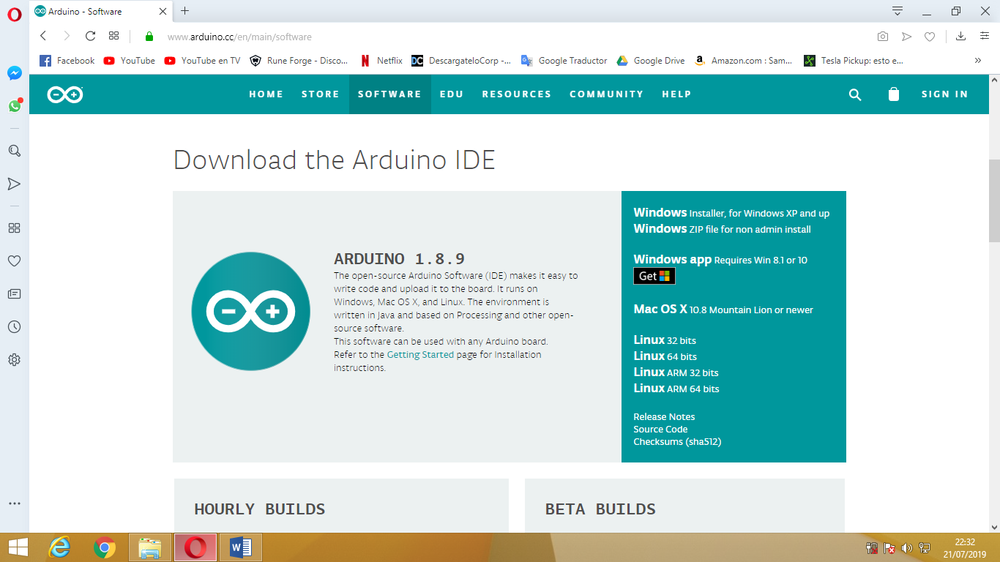 Arduino - Software
www.arduino.cc/en/main/software
Facebook YouTube YouTube en TV Rune Forge - Disco... Netflix DC DescargateloCorp -... Google Traductor Google Drive Amazon.com : Sam... Tesla Pickup: esto e...
HOME STORE SOFTWARE EDU RESOURCES COMMUNITY HELP SIGN IN
Download the Arduino IDE
ARDUINO 1.8.9
The open-source Arduino Software (IDE) makes it easy to
write code and upload it to the board. It runs on
Windows, Mac OS X, and Linux. The environment is
written in Java and based on Processing and other open-
source software.
This software can be used with any Arduino board.
Refer to the Getting Started page for Installation
instructions.
Windows Installer, for Windows XP and up
Windows ZIP file for non admin install
Windows app Requires Win 8.1 or 10
Get
Mac OS X 10.8 Mountain Lion or newer
Linux 32 bits
Linux 64 bits
Linux ARM 32 bits
Linux ARM 64 bits
Release Notes
Source Code
Checksums (sha512)
HOURLY BUILDS
BETA BUILDS
22:32
21/07/2019